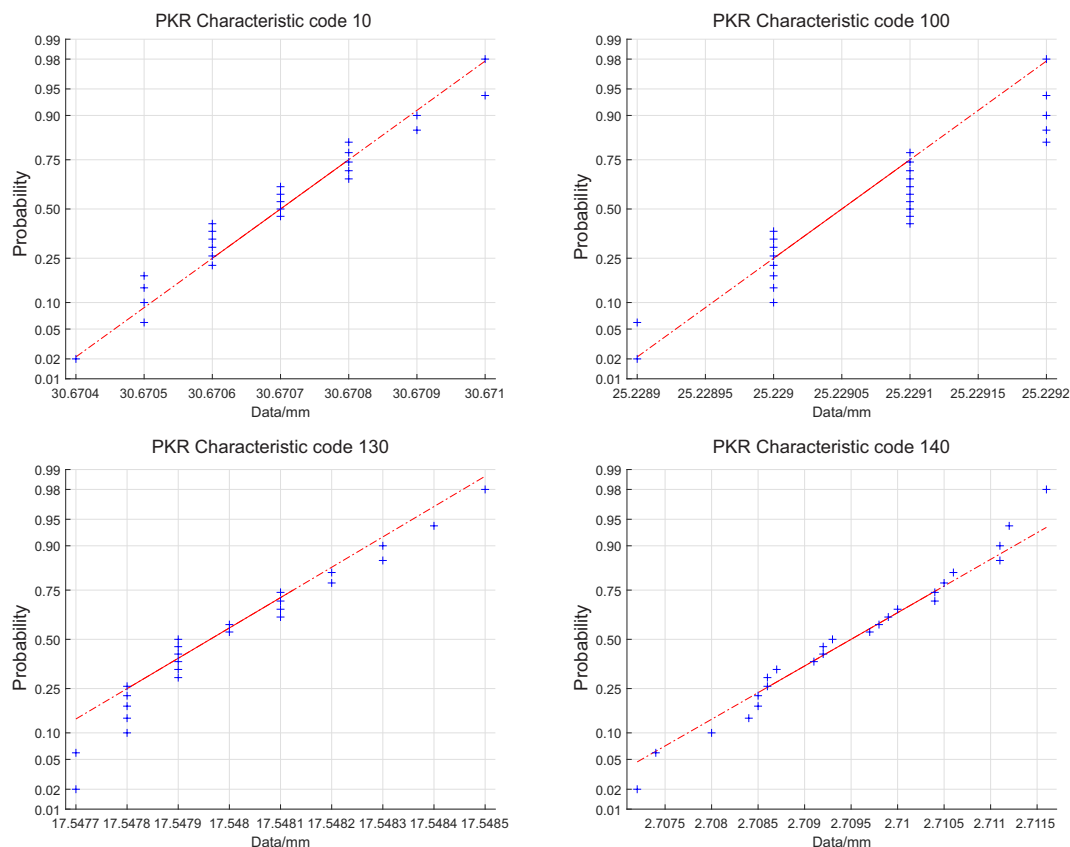 PKR Characteristic code 10
0.99
0.98
0.95
0.90
0.75
0.50
0.25
0.10
0.05
0.02
0.01
Probability
30.6704 30.6705 30.6706 30.6707 30.6708 30.6709 30.671
Data/mm
PKR Characteristic code 100
0.99
0.98
0.95
0.90
0.75
0.50
0.25
0.10
0.05
0.02
0.01
Probability
25.2289 25.22895 25.229 25.22905 25.2291 25.22915 25.2292
Data/mm
PKR Characteristic code 130
0.99
0.98
0.95
0.90
0.75
0.50
0.25
0.10
0.05
0.02
0.01
Probability
17.5477 17.5478 17.5479 17.548 17.5481 17.5482 17.5483 17.5484 17.5485
Data/mm
PKR Characteristic code 140
0.99
0.98
0.95
0.90
0.75
0.50
0.25
0.10
0.05
0.02
0.01
Probability
2.7075 2.708 2.7085 2.709 2.7095 2.71 2.7105 2.711 2.7115
Data/mm